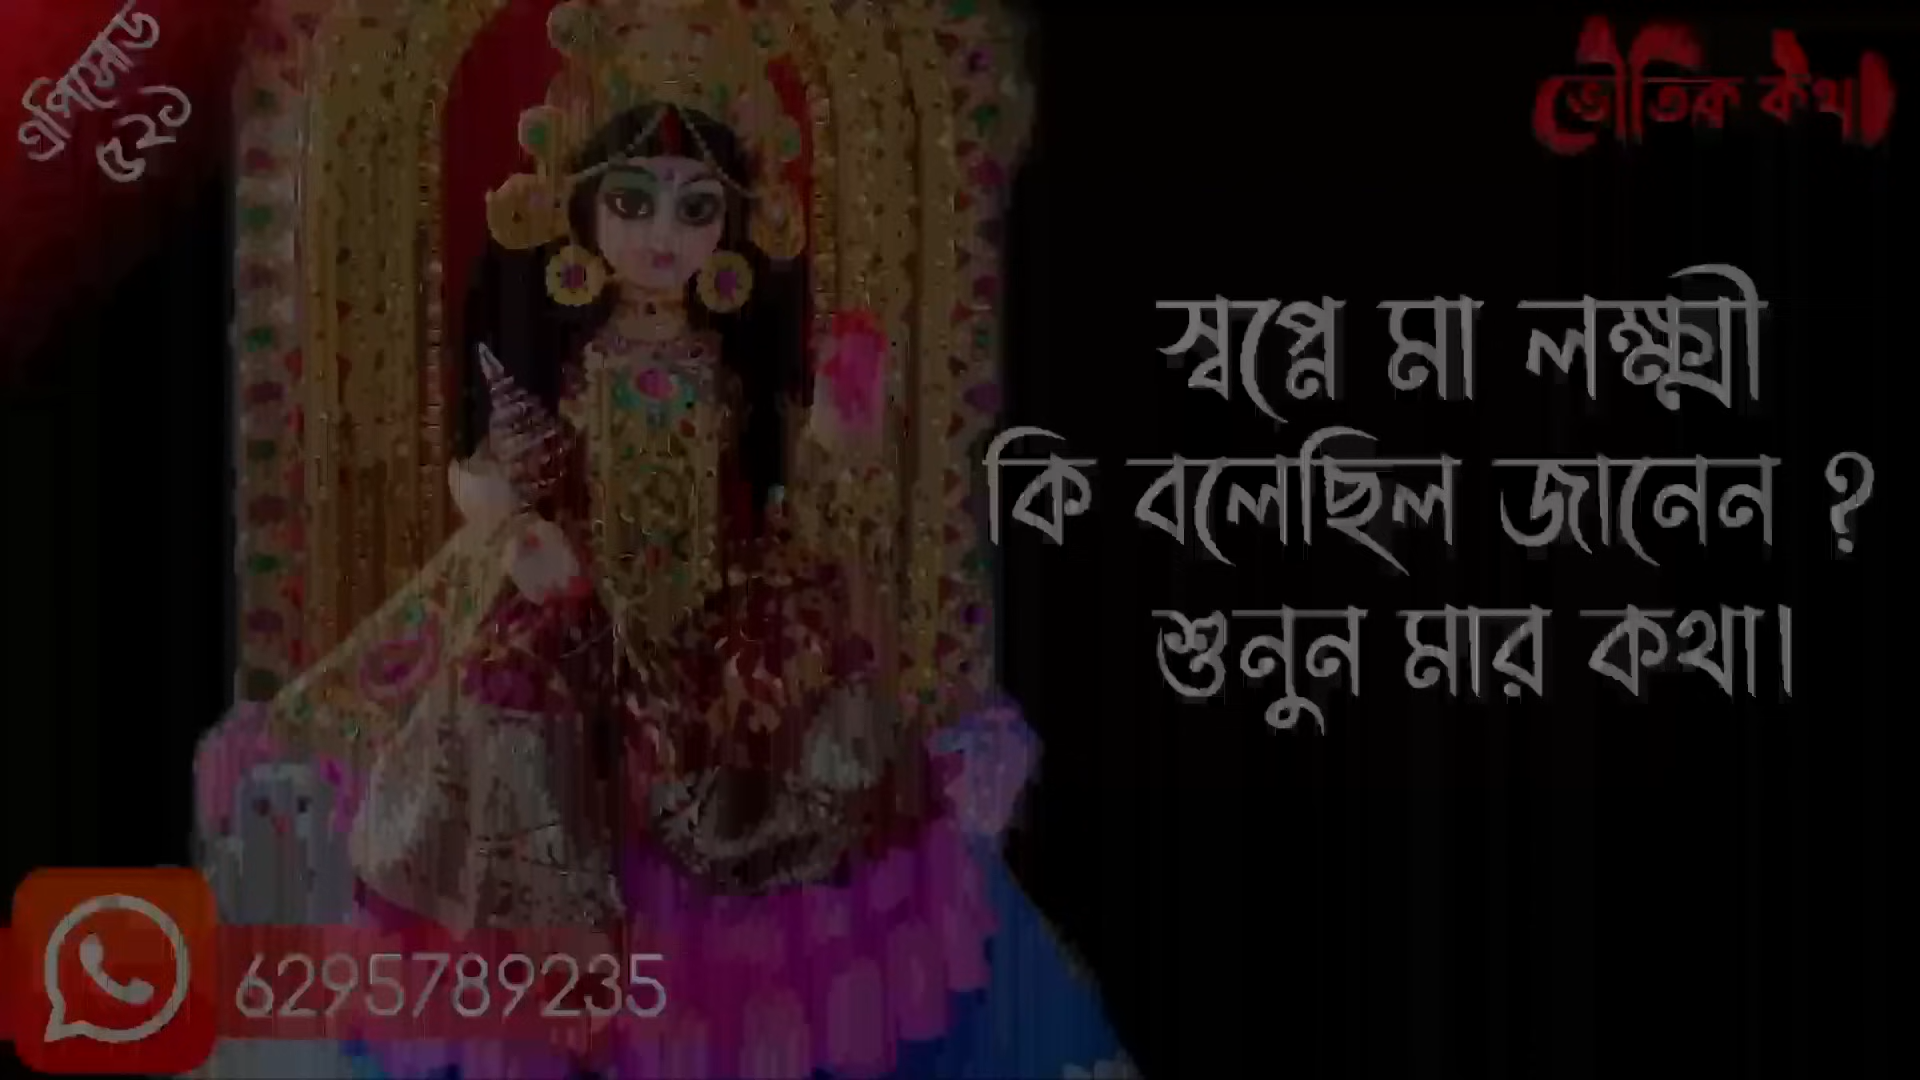 এপিসোড
৫২১
ভৌতিক কথা
স্বপ্নে মা লক্ষ্মী
কি বলেছিল জানেন ?
শুনুন মার কথা।
6295789235